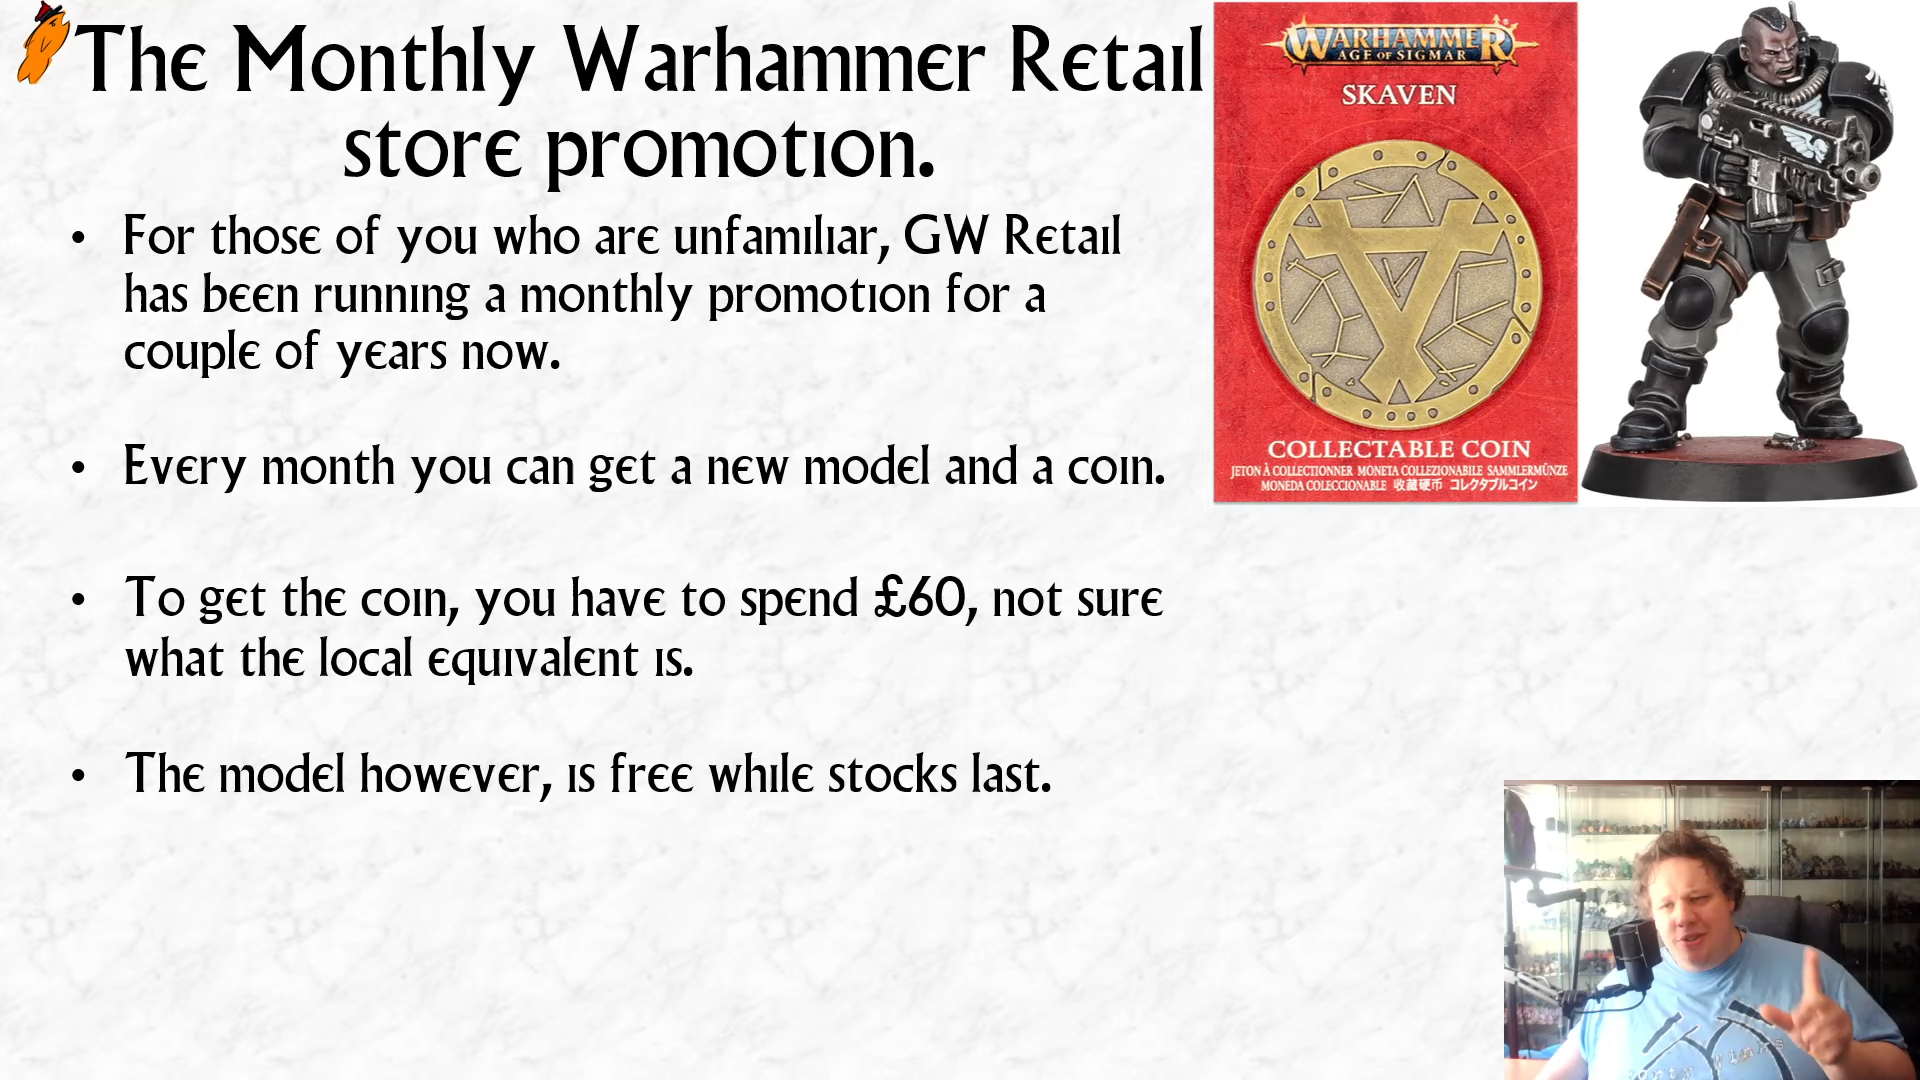 The Monthly Warhammer Retail
store promotion.
For those of you who are unfamiliar, GW Retail
has been running a monthly promotion for a
couple of years now.
Every month you can get a new model and a coin.
To get the coin, you have to spend £60, not sure
what the local equivalent is.
The model however, is free while stocks last.
WARHAMMER
AGE OF SIGMAR
SKAVEN
COLLECTABLE COIN
JETON À COLLECTIONNER MONETA COLLEZIONABILE SAMMLERMÜNZE
MONEDA COLECCIONABLE 收藏硬币 コレクタブルコイン